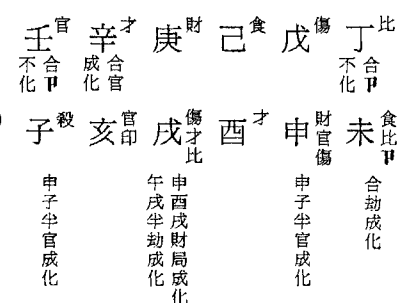 丁比
合卩
不化
未食比卩
合劫成化
戊傷
申財官傷
申子半官成化
己食
酉才
庚財
戌傷才比
申酉戌財局成化
午戌半劫成化
辛才
合官
成化
亥官印
壬官
合卩
不化
子殺
申子半官成化